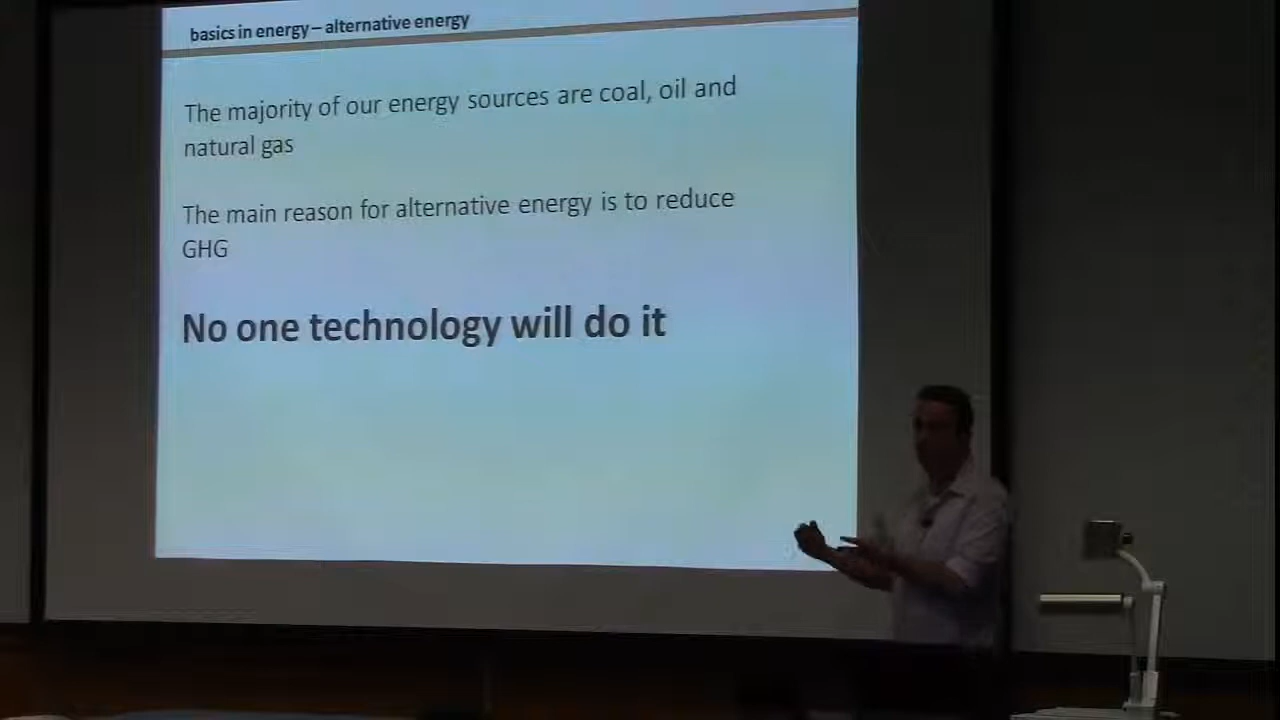 basics in energy – alternative energy
The majority of our energy sources are coal, oil and
natural gas
The main reason for alternative energy is to reduce
GHG
No one technology will do it